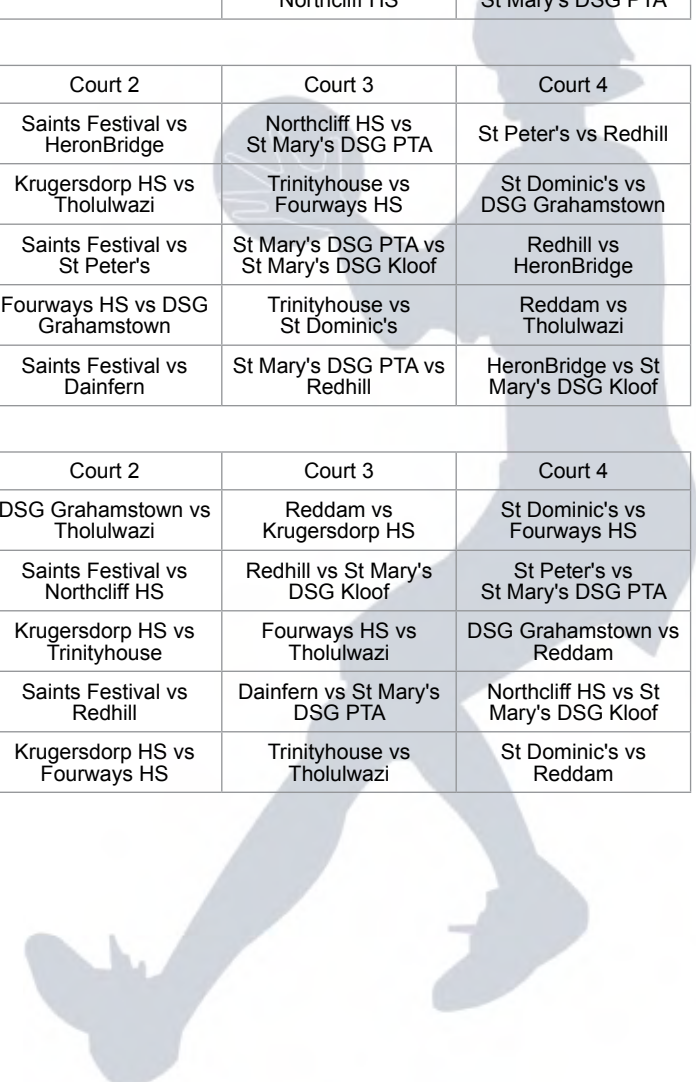 Northcliff HS St Mary's DSG PTA
Court 2 Court 3 Court 4
Saints Festival vs HeronBridge Northcliff HS vs St Mary's DSG PTA St Peter's vs Redhill
Krugersdorp HS vs Tholulwazi Trinityhouse vs Fourways HS St Dominic's vs DSG Grahamstown
Saints Festival vs St Peter's St Mary's DSG PTA vs St Mary's DSG Kloof Redhill vs HeronBridge
Fourways HS vs DSG Grahamstown Trinityhouse vs St Dominic's Reddam vs Tholulwazi
Saints Festival vs Dainfern St Mary's DSG PTA vs Redhill HeronBridge vs St Mary's DSG Kloof
Court 2 Court 3 Court 4
DSG Grahamstown vs Tholulwazi Reddam vs Krugersdorp HS St Dominic's vs Fourways HS
Saints Festival vs Northcliff HS Redhill vs St Mary's DSG Kloof St Peter's vs St Mary's DSG PTA
Krugersdorp HS vs Trinityhouse Fourways HS vs Tholulwazi DSG Grahamstown vs Reddam
Saints Festival vs Redhill Dainfern vs St Mary's DSG PTA Northcliff HS vs St Mary's DSG Kloof
Krugersdorp HS vs Fourways HS Trinityhouse vs Tholulwazi St Dominic's vs Reddam